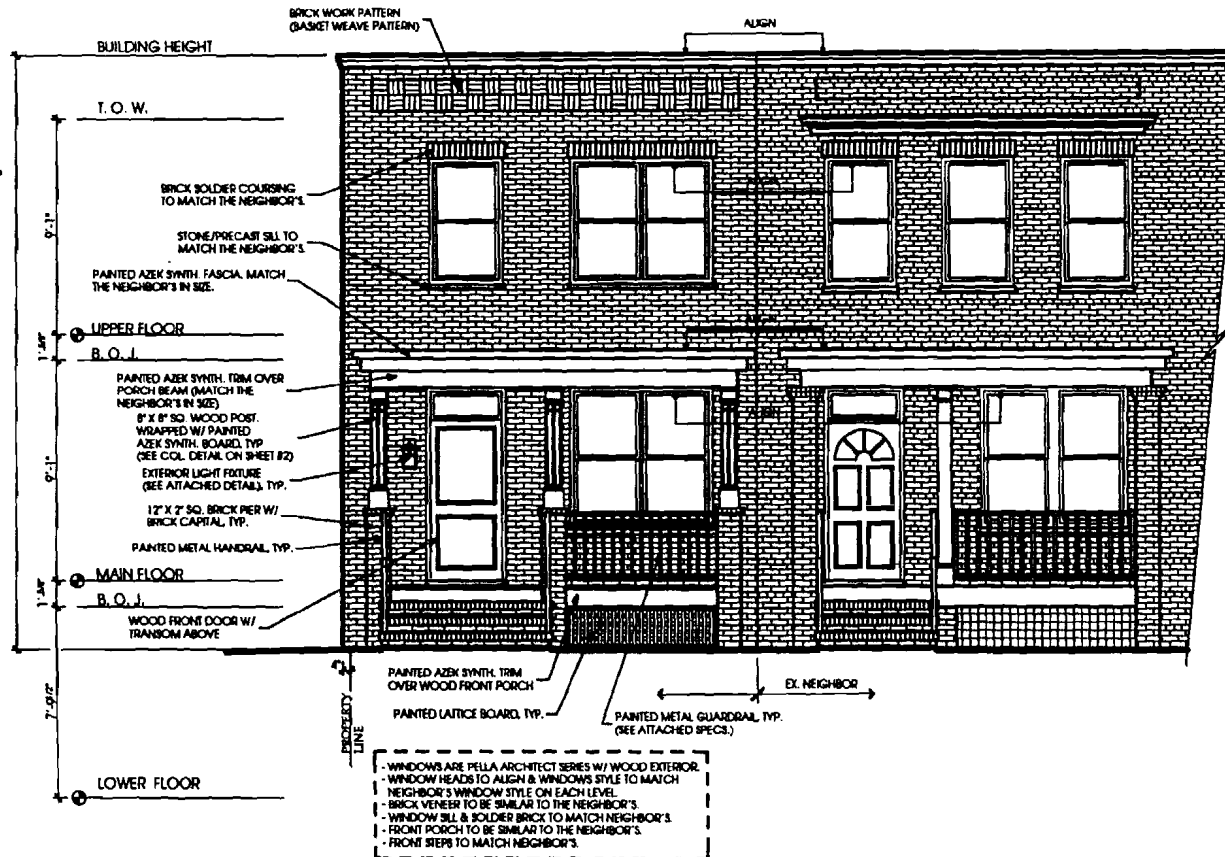 BRICK WORK PATTERN
(BASKET WEAVE PATTERN)
ALIGN
BUILDING HEIGHT
T. O. W.
BRICK SOLDIER COURSING
TO MATCH THE NEIGHBOR'S.
9'-1"
STONE/PRECAST SILL TO
MATCH THE NEIGHBOR'S.
PAINTED AZEK SYNTH. FASCIA. MATCH
THE NEIGHBOR'S IN SIZE.
UPPER FLOOR
B. O. J.
PAINTED AZEK SYNTH. TRIM OVER
PORCH BEAM (MATCH THE
NEIGHBOR'S IN SIZE)
8" X 8" SQ. WOOD POST.
WRAPPED W/ PAINTED
AZEK SYNTH. BOARD, TYP
(SEE COL. DETAIL ON SHEET #2)
ALIGN
9'-1"
EXTERIOR LIGHT FIXTURE
(SEE ATTACHED DETAIL), TYP.
12" X 2" SQ. BRICK PIER W/
BRICK CAPITAL, TYP.
PAINTED METAL HANDRAIL, TYP.
MAIN FLOOR
B. O. J.
WOOD FRONT DOOR W/
TRANSOM ABOVE
PAINTED AZEK SYNTH. TRIM
OVER WOOD FRONT PORCH
EX. NEIGHBOR
PROPERTY
LINE
PAINTED LATTICE BOARD, TYP.
PAINTED METAL GUARDRAIL, TYP.
(SEE ATTACHED SPECS.)
LOWER FLOOR
- WINDOWS ARE PELLA ARCHITECT SERIES W/ WOOD EXTERIOR.
- WINDOW HEADS TO ALIGN & WINDOWS STYLE TO MATCH
NEIGHBOR'S WINDOW STYLE ON EACH LEVEL.
- BRICK VENEER TO BE SIMILAR TO THE NEIGHBOR'S.
- WINDOW SILL & SOLDIER BRICK TO MATCH NEIGHBOR'S.
- FRONT PORCH TO BE SIMILAR TO THE NEIGHBOR'S.
- FRONT STEPS TO MATCH NEIGHBOR'S.